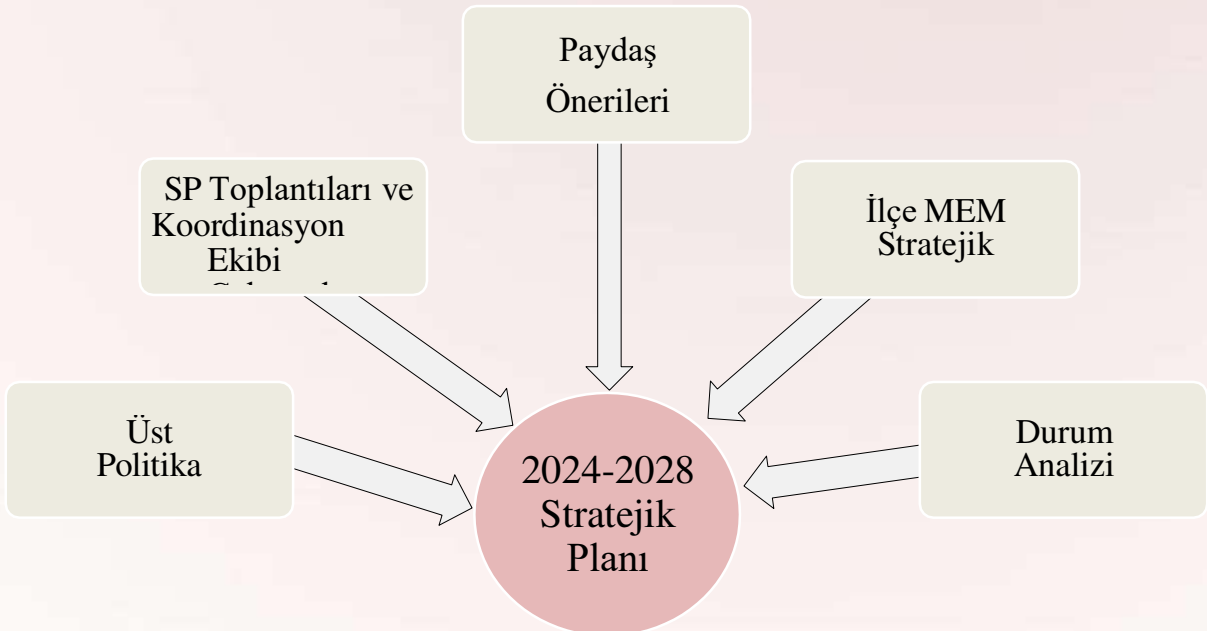 Paydaş
Önerileri
SP Toplantıları ve
Koordinasyon
Ekibi
İlçe MEM
Stratejik
Üst
Politika
Durum
Analizi
2024-2028
Stratejik
Planı